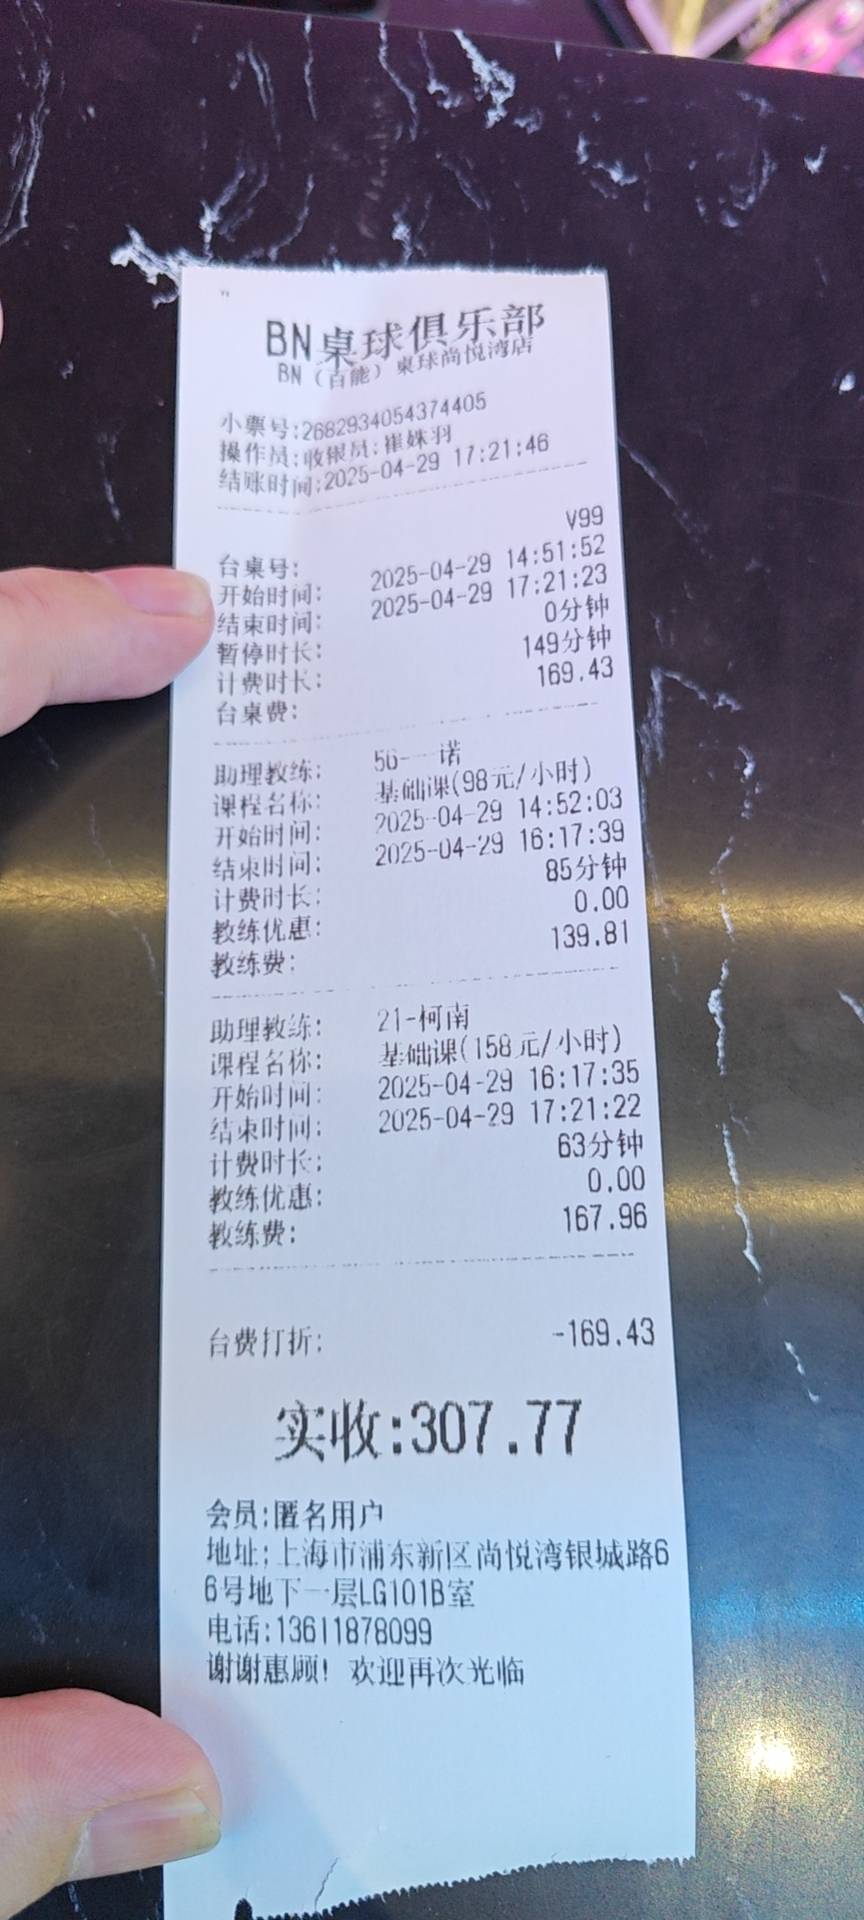 BN桌球俱乐部
BN（百能）桌球尚悦湾店
小票号:2682934054374405
操作员:收银员:崔姝羽
结账时间:2025-04-29 17:21:46
台桌号: V99
开始时间: 2025-04-29 14:51:52
结束时间: 2025-04-29 17:21:23
暂停时长: 0分钟
计费时长: 149分钟
台桌费: 169.43
助理教练: 56-一诺
课程名称: 基础课(98元/小时)
开始时间: 2025-04-29 14:52:03
结束时间: 2025-04-29 16:17:39
计费时长: 85分钟
教练优惠: 0.00
教练费: 139.81
助理教练: 21-柯南
课程名称: 基础课(158元/小时)
开始时间: 2025-04-29 16:17:35
结束时间: 2025-04-29 17:21:22
计费时长: 63分钟
教练优惠: 0.00
教练费: 167.96
台费打折: -169.43
实收:307.77
会员:匿名用户
地址:上海市浦东新区尚悦湾银城路6
6号地下一层LG101B室
电话:13611878099
谢谢惠顾! 欢迎再次光临